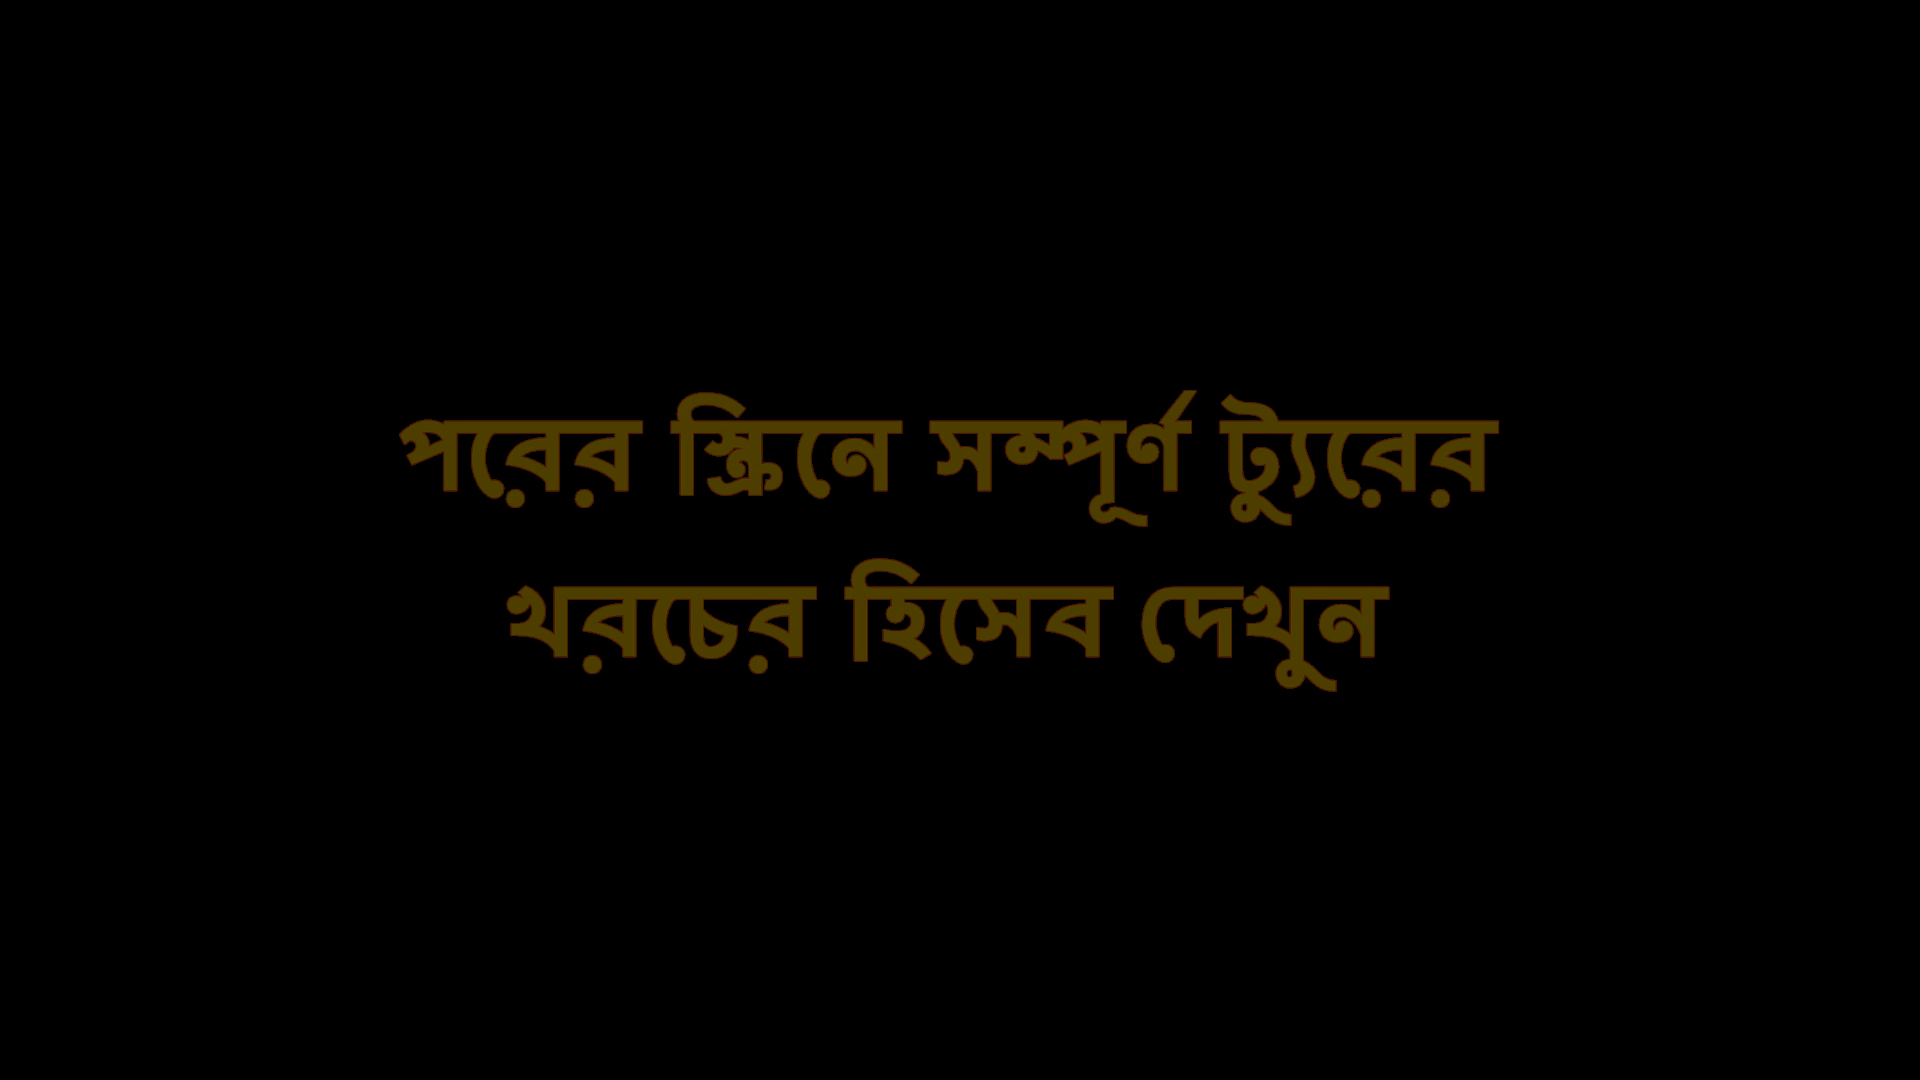 পরের স্ক্রিনে সম্পূর্ণ ট্যুরের
খরচের হিসেব দেখুন